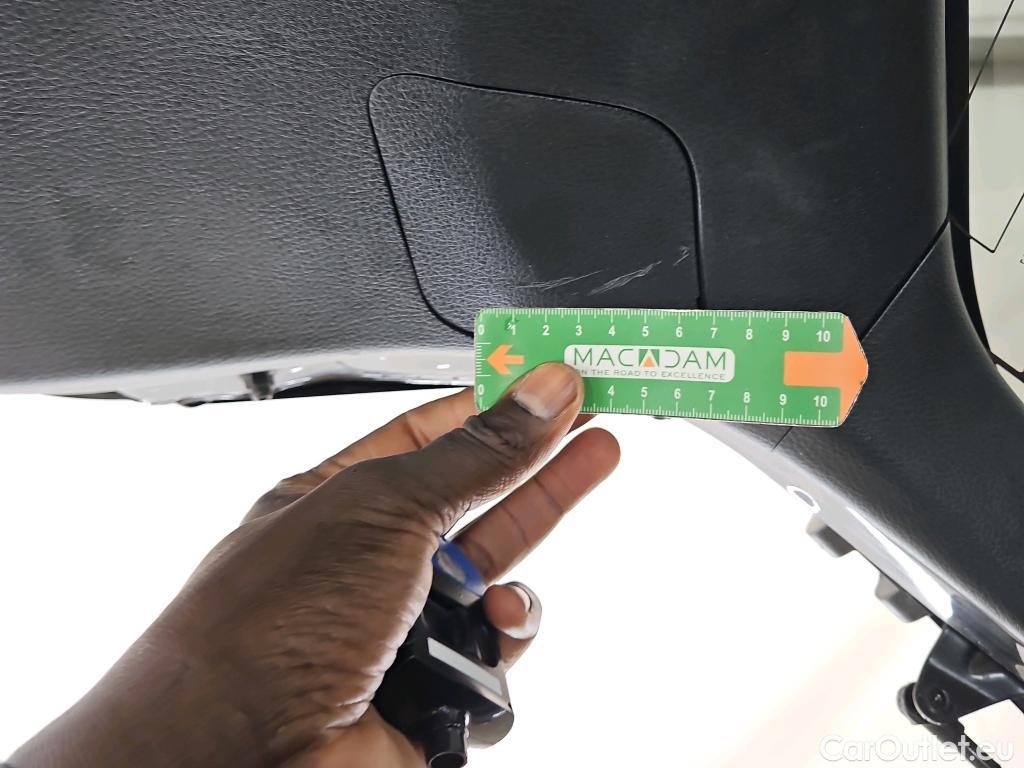 0 1 2 3 4 5 6 7 8 9 10
MACADAM
ON THE ROAD TO EXCELLENCE
0 4 5 6 7 8 9 10
CarOutlet.eu